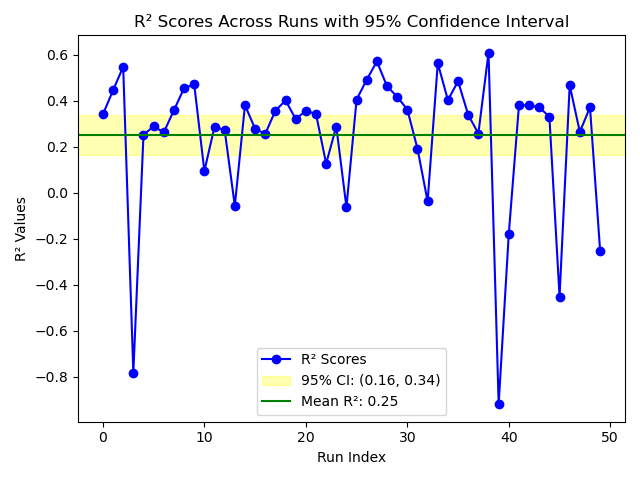 R² Scores Across Runs with 95% Confidence Interval
R² Values
0.6
0.4
0.2
0.0
−0.2
−0.4
−0.6
−0.8
R² Scores
95% CI: (0.16, 0.34)
Mean R²: 0.25
0 10 20 30 40 50
Run Index